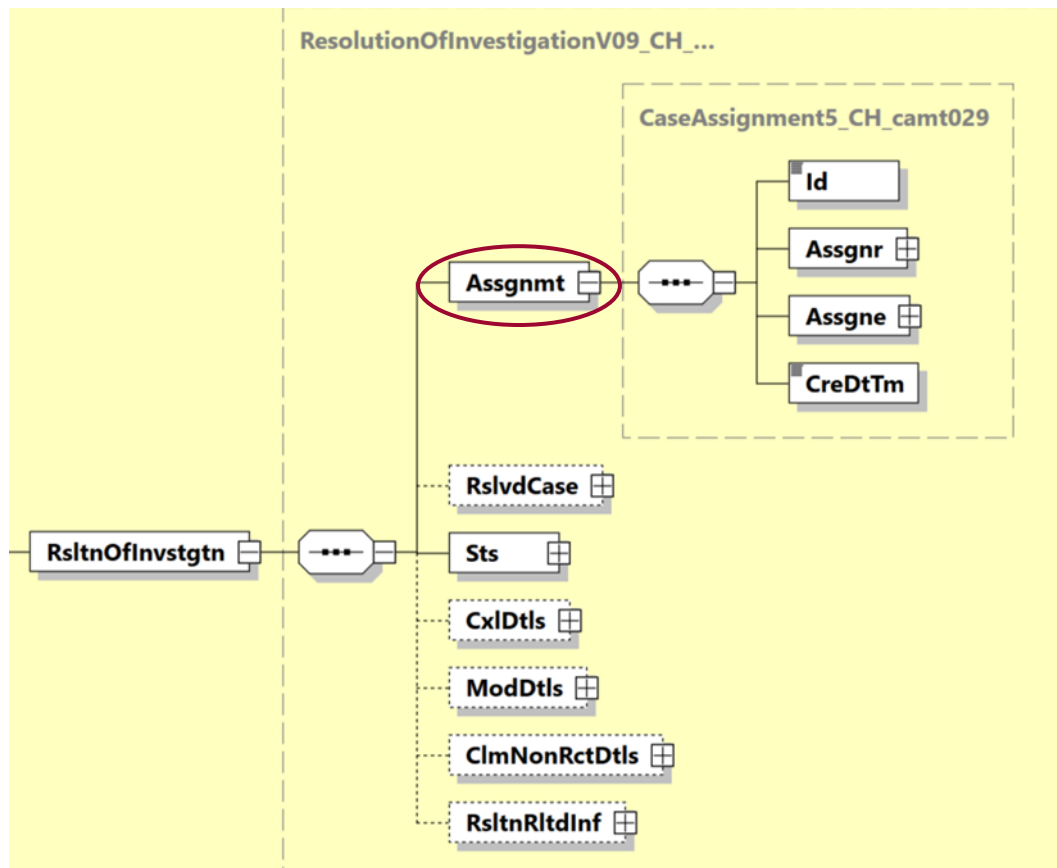 ResolutionOfInvestigationV09_CH_...
CaseAssignment5_CH_camt029
Id
Assgnr
Assgnmt
Assgne
CreDtTm
RslvdCase
RsltnOfInvstgtn
Sts
CxlDtls
ModDtls
ClmNonRctDtls
RsltnRltdInf